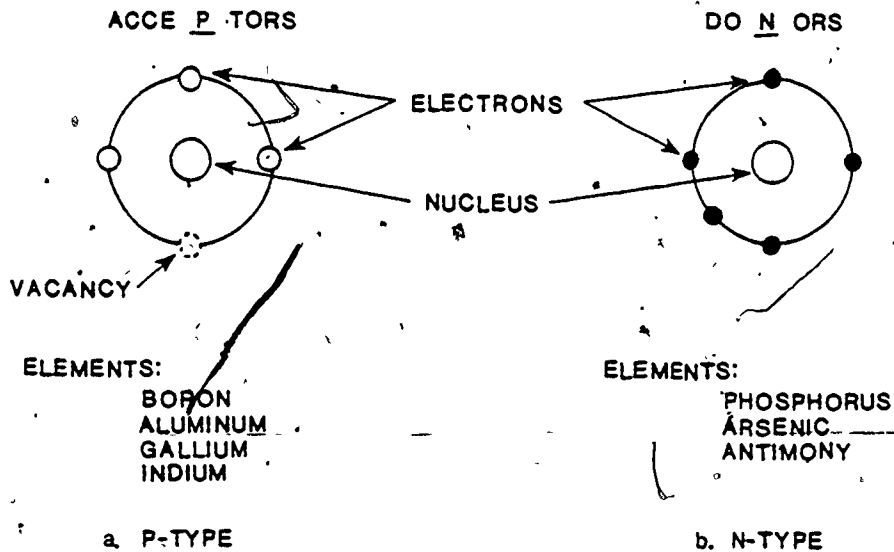 ACCE P TORS
DO N ORS
ELECTRONS
NUCLEUS
VACANCY
ELEMENTS:
BORON
ALUMINUM
GALLIUM
INDIUM
ELEMENTS:
PHOSPHORUS
ARSENIC
ANTIMONY
a. P-TYPE
b. N-TYPE